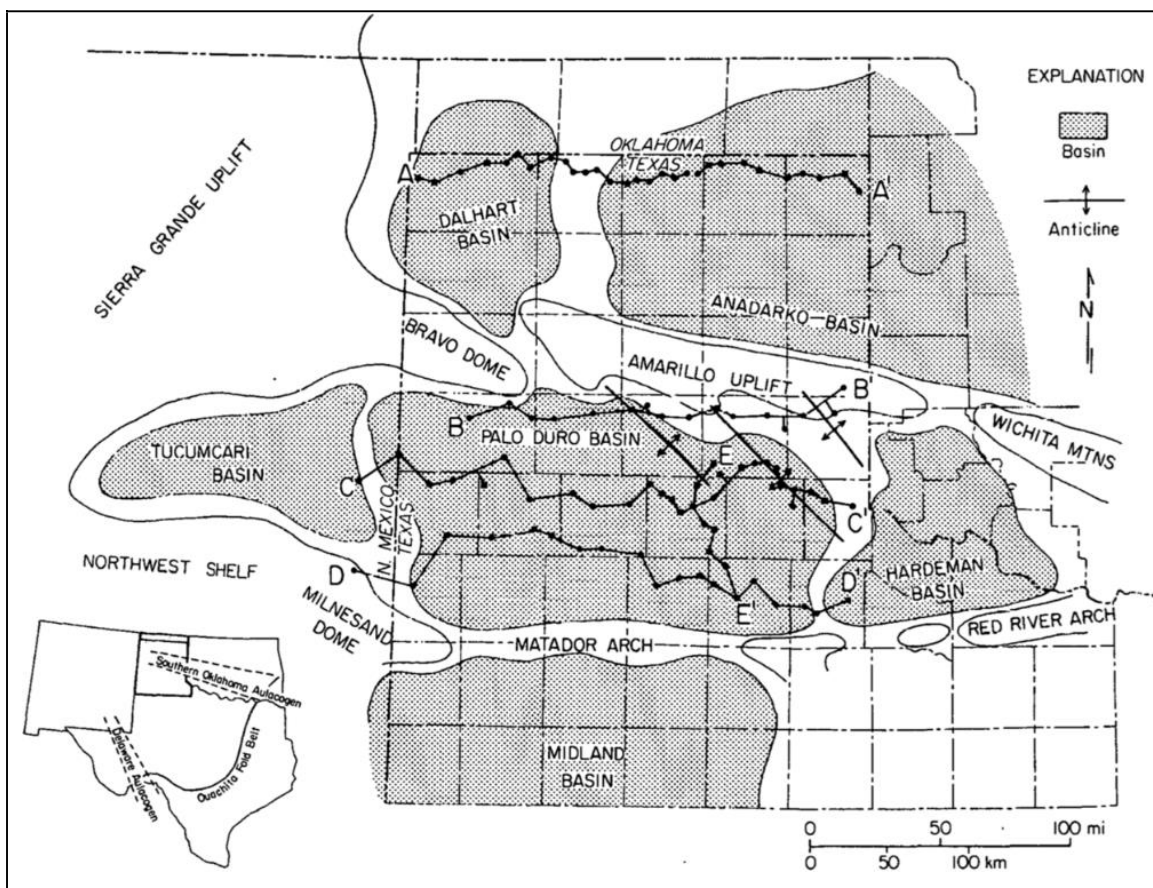 EXPLANATION
Basin
Anticline
N
OKLAHOMA
TEXAS
A
A'
DALHART
BASIN
SIERRA GRANDE UPLIFT
ANADARKO BASIN
BRAVO DOME
AMARILLO UPLIFT
B'
B
PALO DURO BASIN
WICHITA MTNS
TUCUMCARI
BASIN
E
C
C'
N. MEXICO
TEXAS
NORTHWEST SHELF
D
D'
HARDEMAN
BASIN
E'
MILNESAND
DOME
MATADOR ARCH
RED RIVER ARCH
Southern Oklahoma Aulacogen
Delaware Aulacogen
Ouachita Fold Belt
MIDLAND
BASIN
0 50 100 mi
0 50 100 km